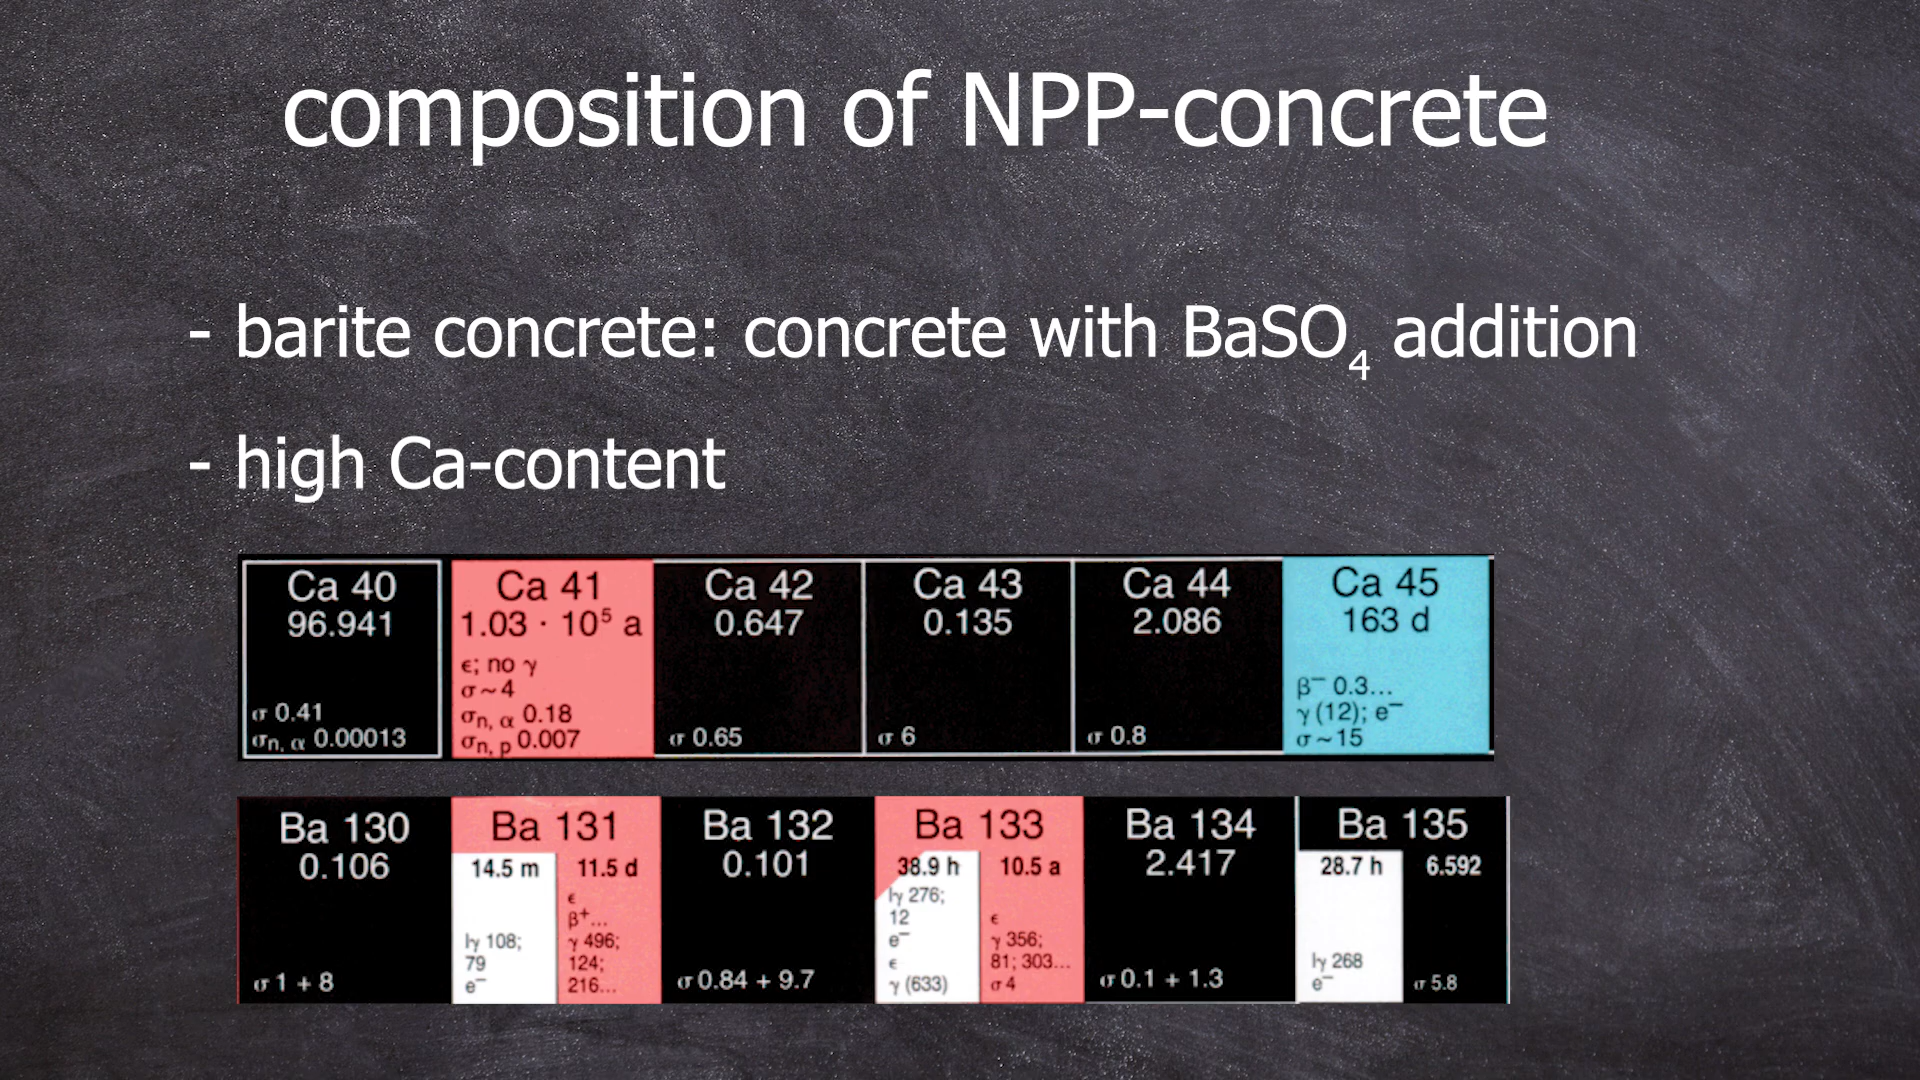 composition of NPP-concrete
- barite concrete: concrete with BaSO₄ addition
- high Ca-content
Ca 40
96.941
σ 0.41
σn, α 0.00013
Ca 41
1.03 · 10⁵ a
ϵ; no γ
σ ~ 4
σn, α 0.18
σn, p 0.007
Ca 42
0.647
σ 0.65
Ca 43
0.135
σ 6
Ca 44
2.086
σ 0.8
Ca 45
163 d
β⁻ 0.3...
γ (12); e⁻
σ ~ 15
Ba 130
0.106
σ 1 + 8
Ba 131
14.5 m
Iγ 108;
79
e⁻
11.5 d
ϵ
β⁺...
γ 496;
124;
216...
Ba 132
0.101
σ 0.84 + 9.7
Ba 133
38.9 h
Iγ 276;
12
e⁻
ϵ
γ (633)
10.5 a
ϵ
γ 356;
81; 303...
σ 4
Ba 134
2.417
σ 0.1 + 1.3
Ba 135
28.7 h
Iγ 268
e⁻
6.592
σ 5.8